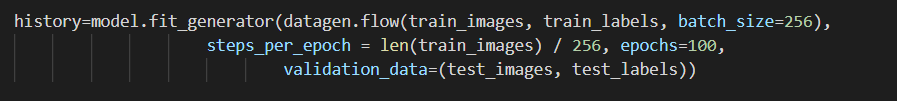 history=model.fit_generator(datagen.flow(train_images, train_labels, batch_size=256),
steps_per_epoch = len(train_images) / 256, epochs=100,
validation_data=(test_images, test_labels))